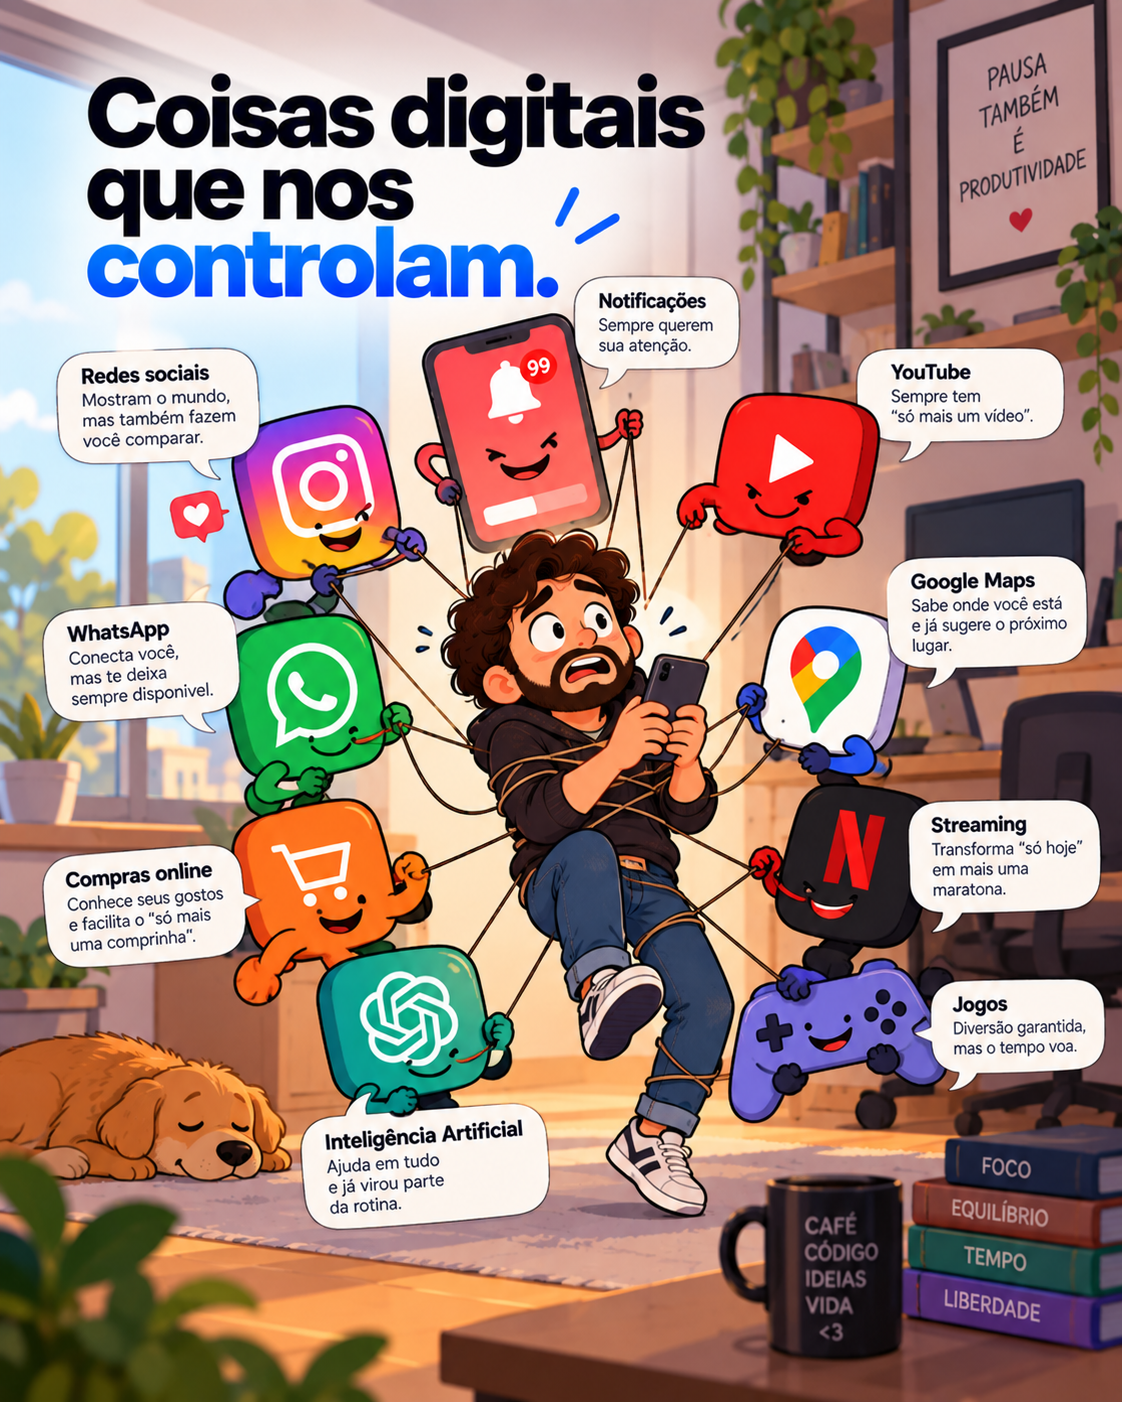 Coisas digitais
que nos
controlam.
PAUSA
TAMBÉM
É
PRODUTIVIDADE
Notificações
Sempre querem
sua atenção.
99
Redes sociais
Mostram o mundo,
mas também fazem
você comparar.
YouTube
Sempre tem
“só mais um vídeo”.
WhatsApp
Conecta você,
mas te deixa
sempre disponivel.
Google Maps
Sabe onde você está
e já sugere o próximo
lugar.
Compras online
Conhece seus gostos
e facilita o “só mais
uma comprinha”.
Streaming
Transforma “só hoje”
em mais uma
maratona.
N
Jogos
Diversão garantida,
mas o tempo voa.
Inteligência Artificial
Ajuda em tudo
e já virou parte
da rotina.
CAFÉ
CÓDIGO
IDEIAS
VIDA
<3
FOCO
EQUILÍBRIO
TEMPO
LIBERDADE